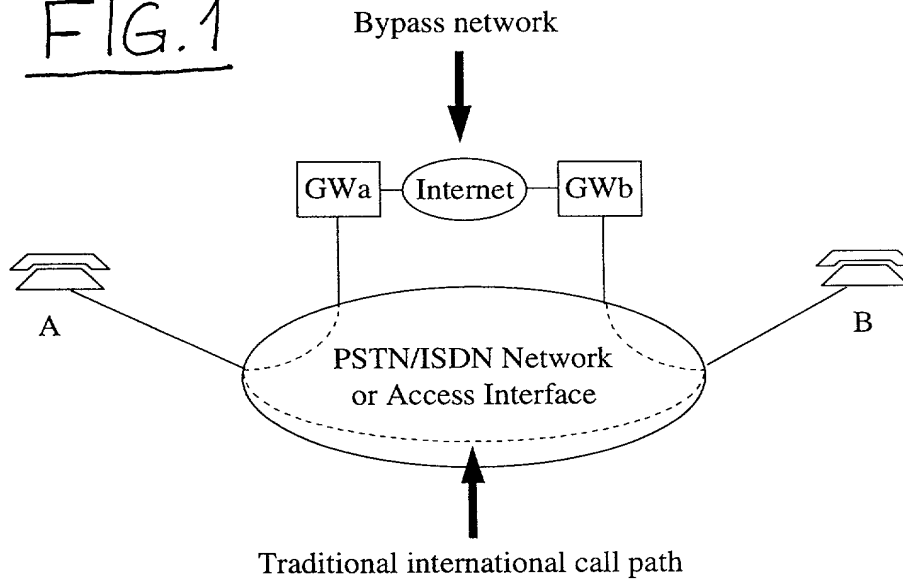 FIG.1
Bypass network
GWa
Internet
GWb
A
B
PSTN/ISDN Network
or Access Interface
Traditional international call path